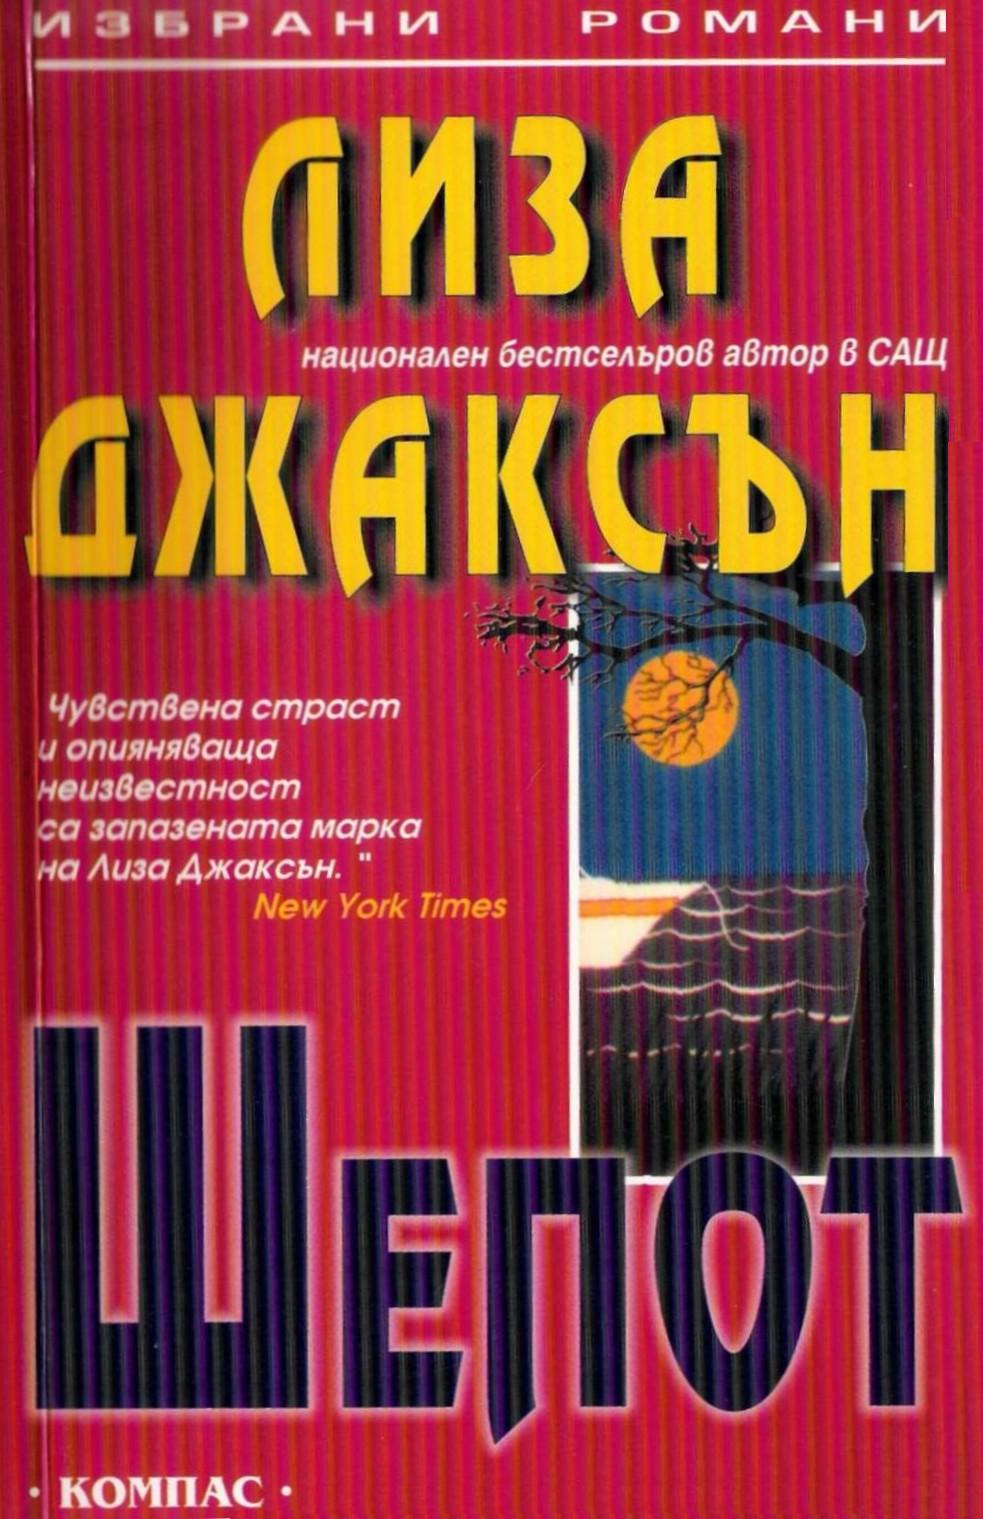 ИЗБРАНИ РОМАНИ
ЛИЗА
национален бестселъров автор в САЩ
ДЖАКСЪН
Чувствена страст
и опияняваща
неизвестност
са запазената марка
на Лиза Джаксън. "
New York Times
ШЕПОТ
· КОМПАС ·